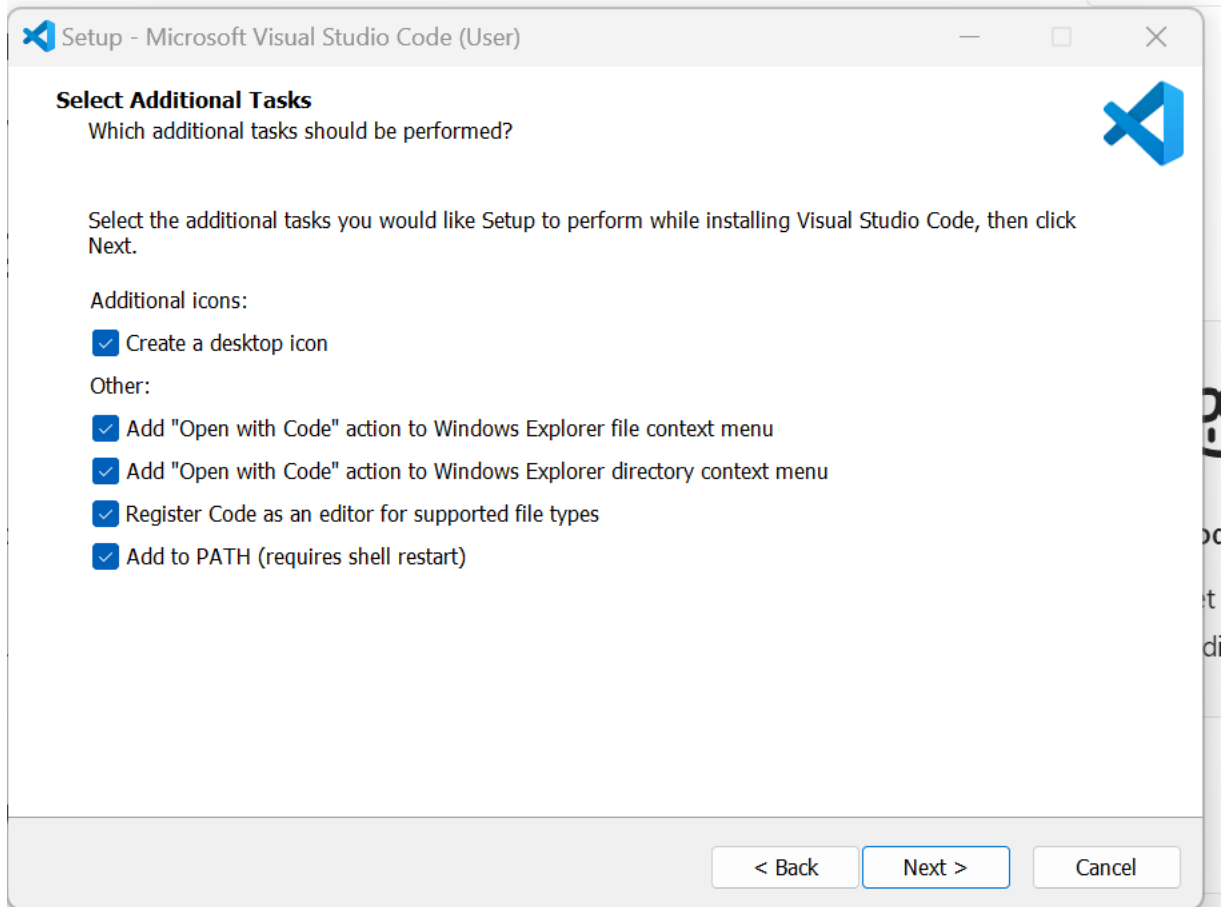 Setup - Microsoft Visual Studio Code (User)
Select Additional Tasks
Which additional tasks should be performed?
Select the additional tasks you would like Setup to perform while installing Visual Studio Code, then click
Next.
Additional icons:
Create a desktop icon
Other:
Add "Open with Code" action to Windows Explorer file context menu
Add "Open with Code" action to Windows Explorer directory context menu
Register Code as an editor for supported file types
Add to PATH (requires shell restart)
< Back Next > Cancel